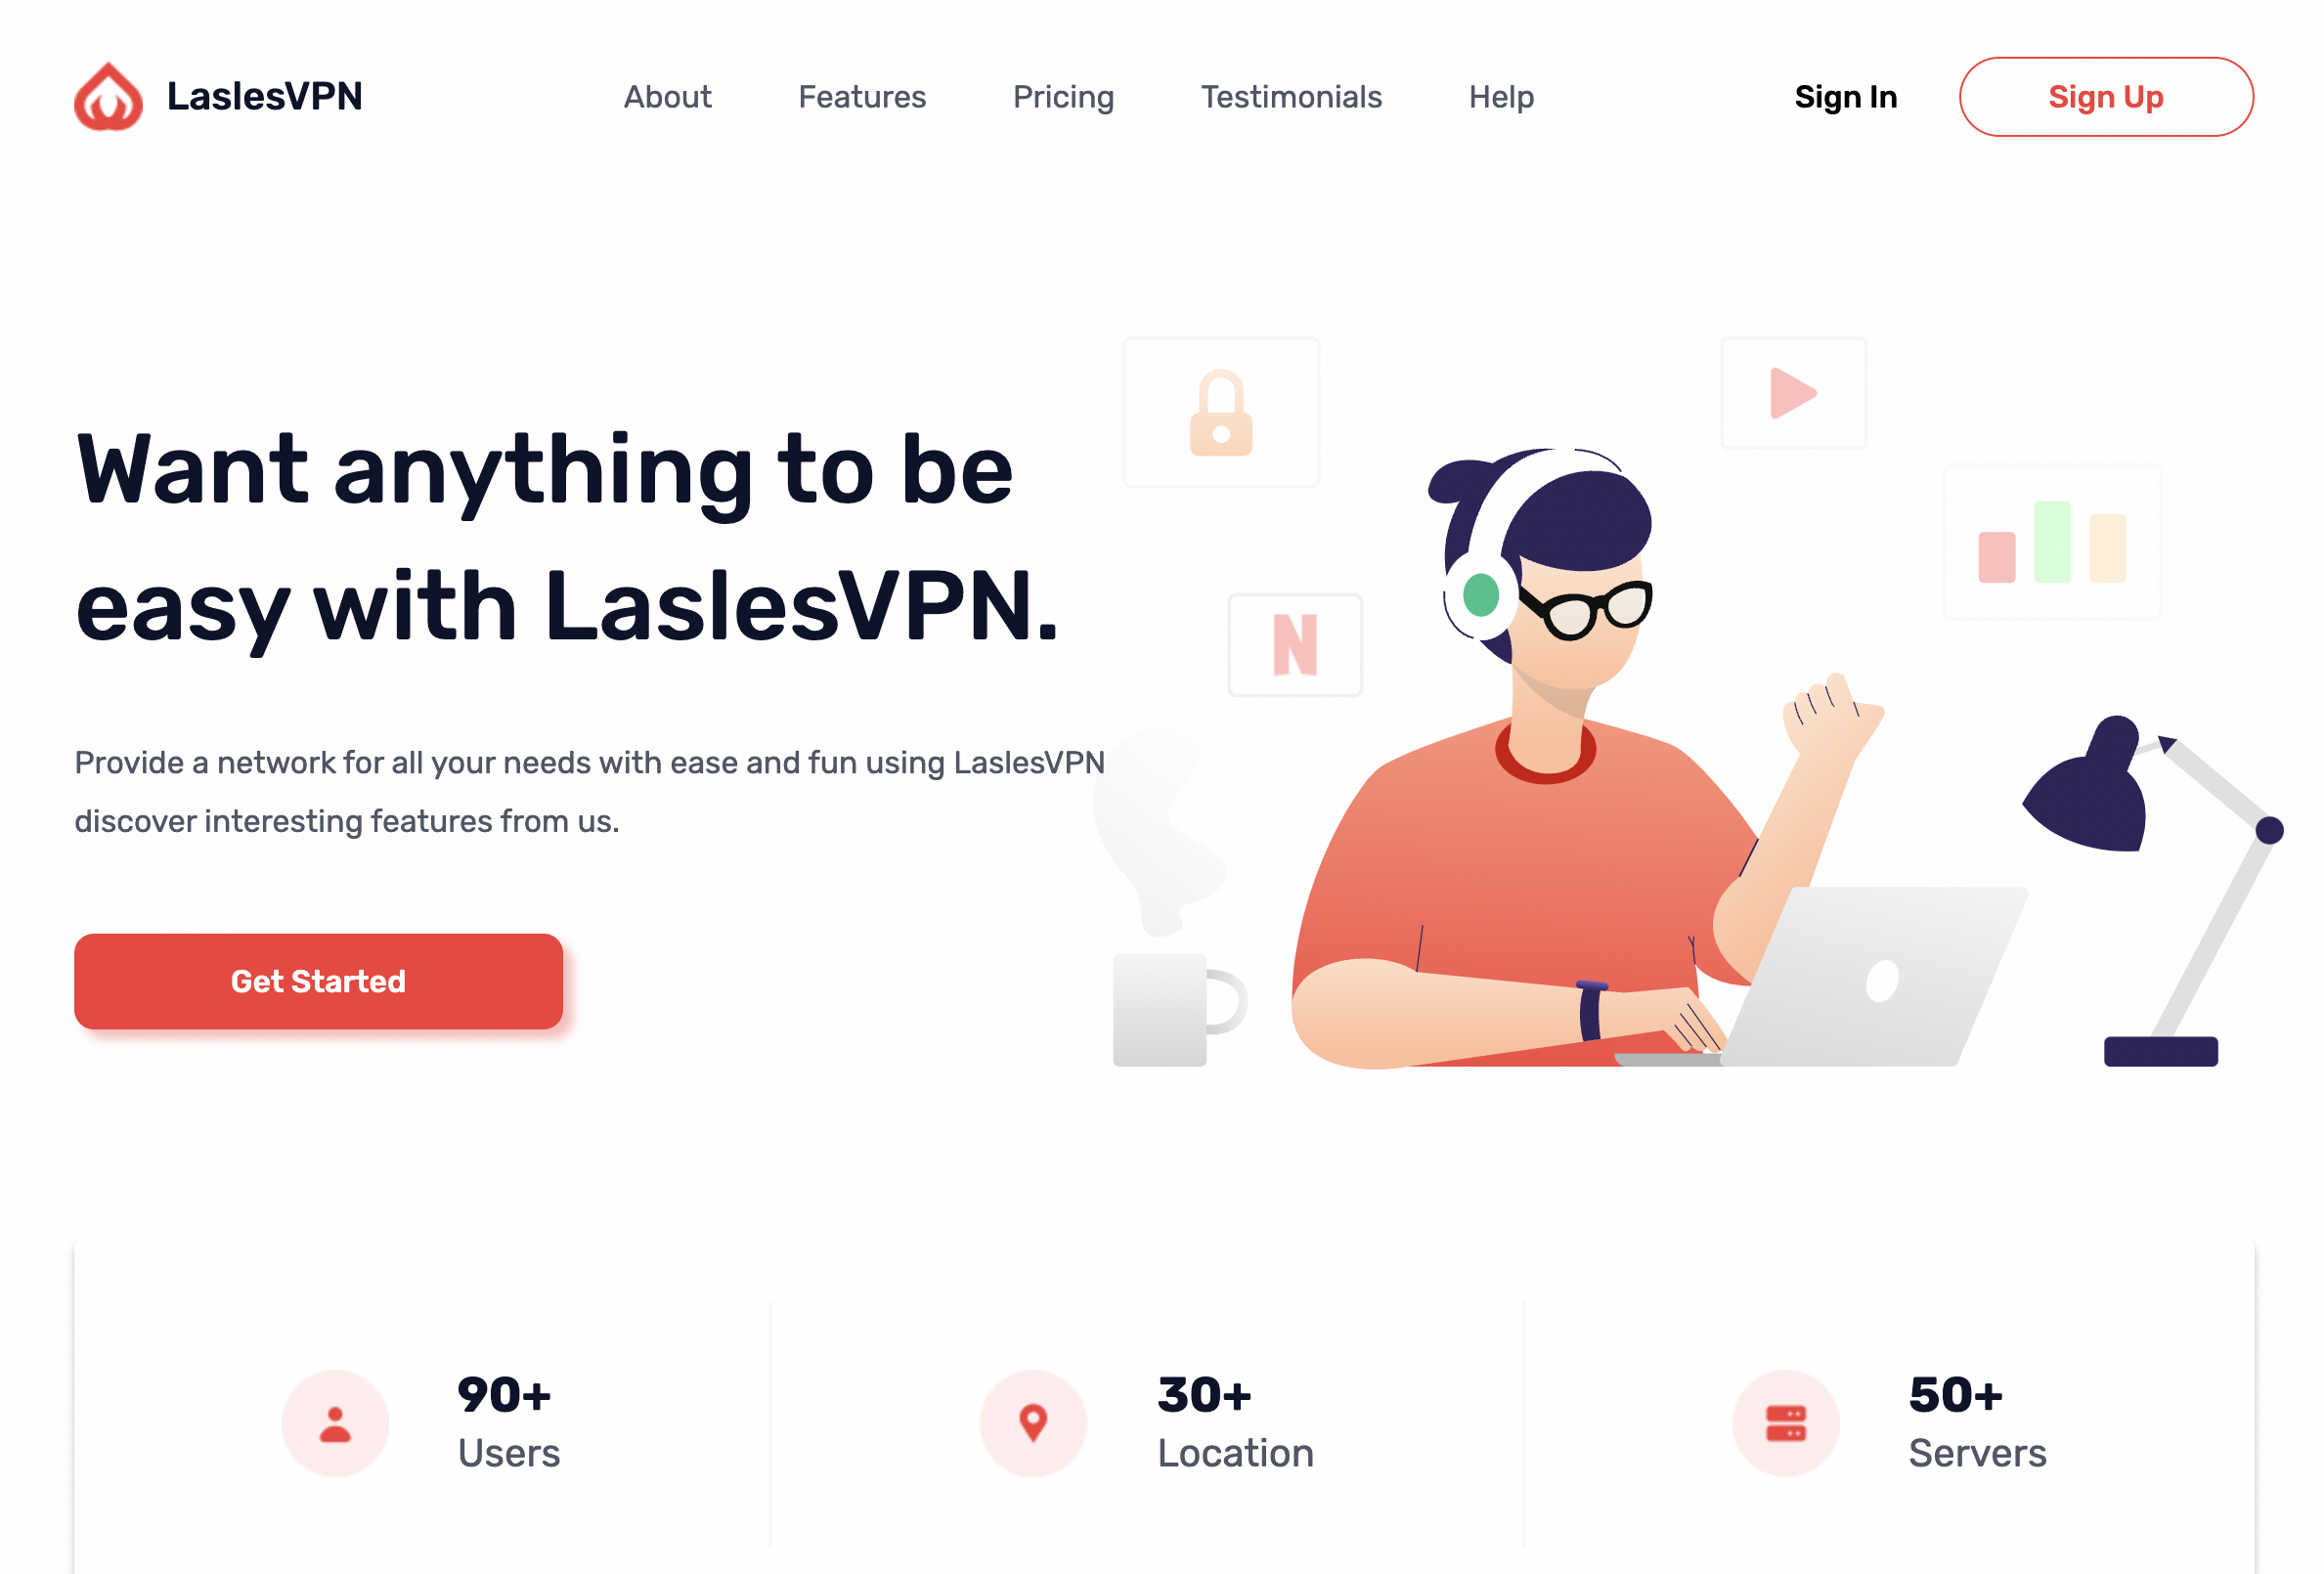 LaslesVPN
About
Features
Pricing
Testimonials
Help
Sign In
Sign Up
Want anything to be
easy with LaslesVPN.
Provide a network for all your needs with ease and fun using LaslesVPN
discover interesting features from us.
Get Started
N
90+
Users
30+
Location
50+
Servers